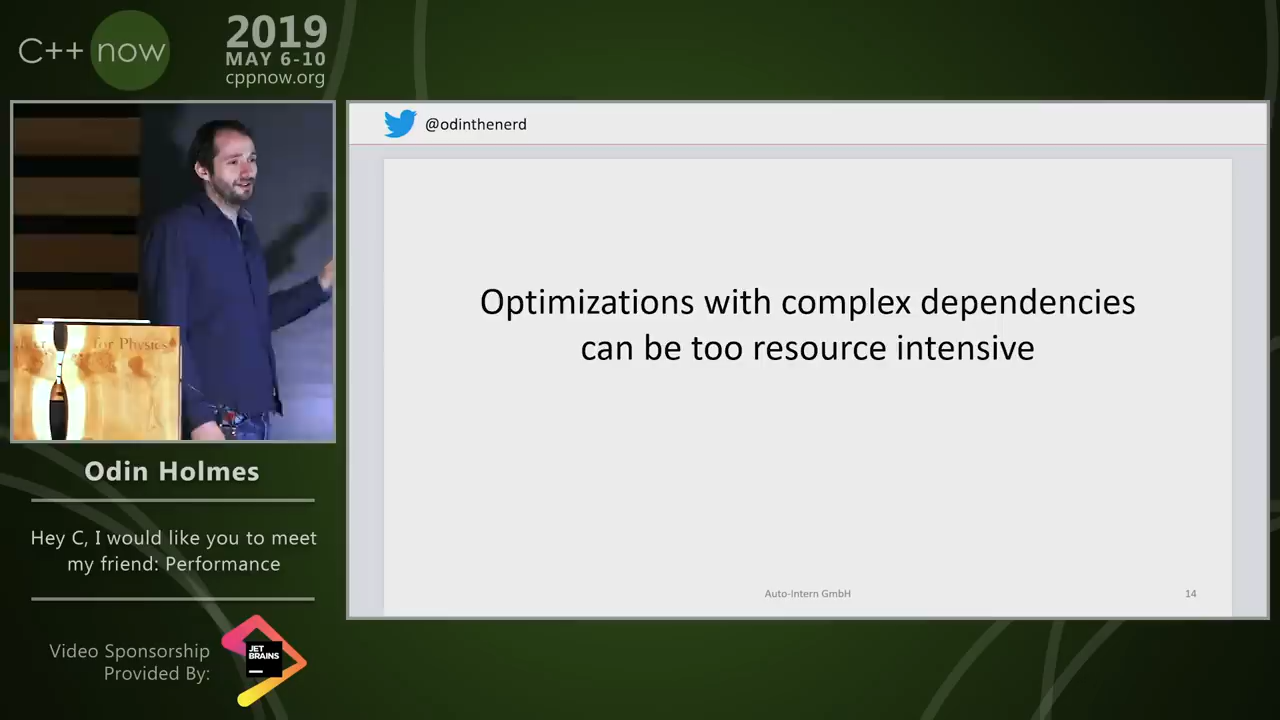 C++ now
2019
MAY 6-10
cppnow.org
@odinthenerd
Optimizations with complex dependencies
can be too resource intensive
for Physics
Odin Holmes
Hey C, I would like you to meet
my friend: Performance
Auto-Intern GmbH
14
Video Sponsorship
Provided By:
JET
BRAINS